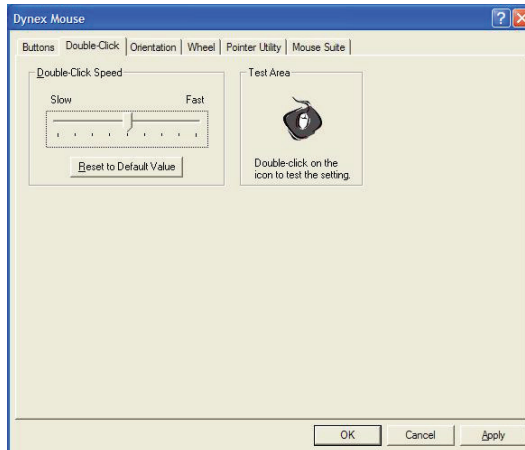 Dynex Mouse
Buttons Double-Click Orientation Wheel Pointer Utility Mouse Suite
Double-Click Speed
Slow Fast
Reset to Default Value
Test Area
Double-click on the
icon to test the setting.
OK Cancel Apply